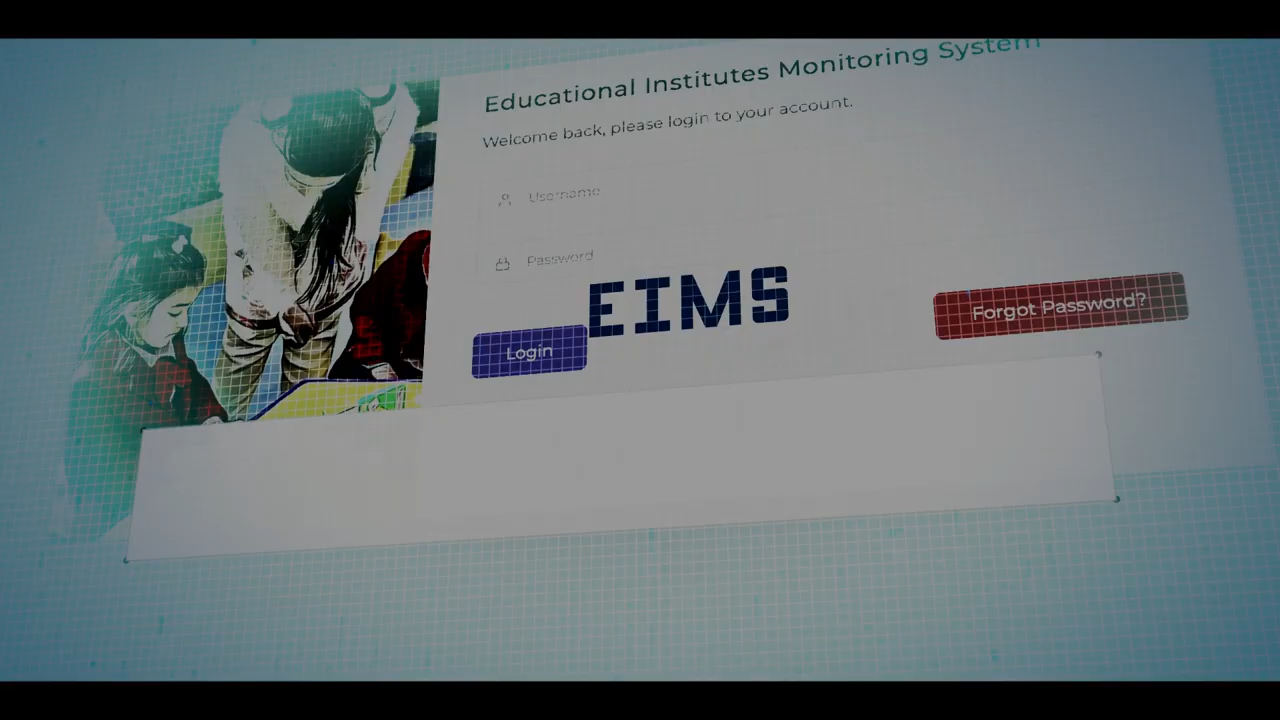 Educational Institutes Monitoring System
Welcome back, please login to your account.
Username
Password
EIMS
Login
Forgot Password?